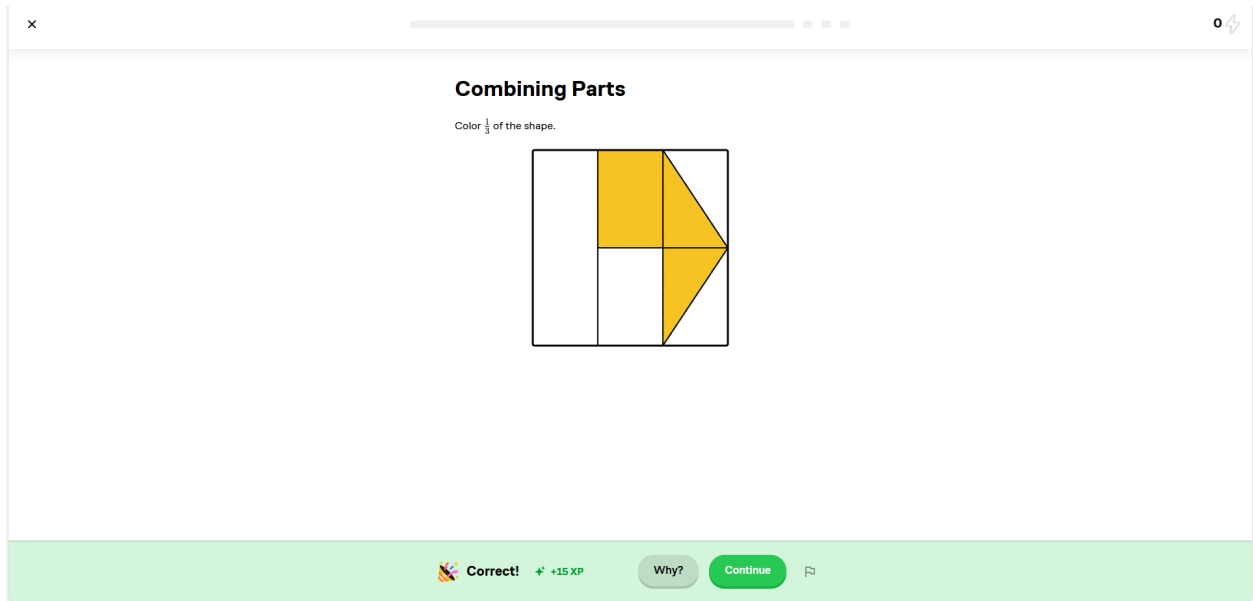 0
Combining Parts
Color 1/3 of the shape.
Correct! +15 XP Why? Continue